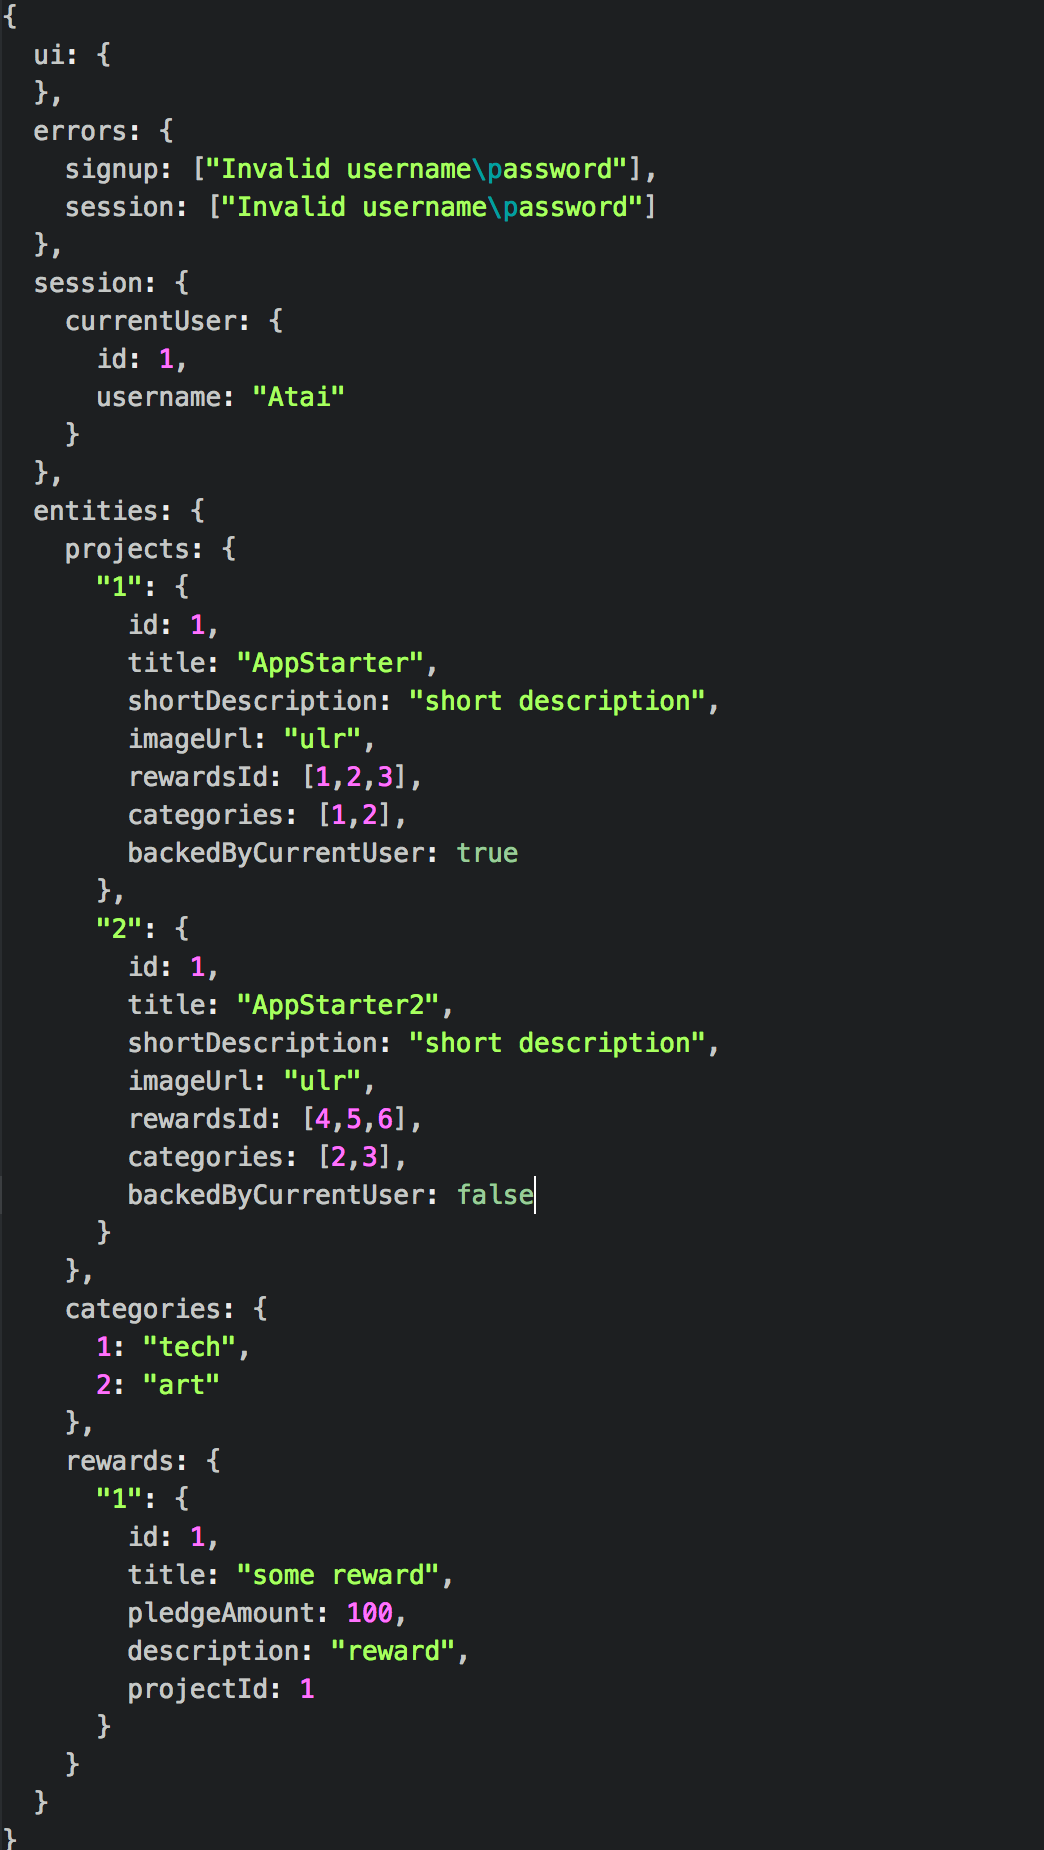 {
  ui: {
  },
  errors: {
    signup: ["Invalid username\password"],
    session: ["Invalid username\password"]
  },
  session: {
    currentUser: {
      id: 1,
      username: "Atai"
    }
  },
  entities: {
    projects: {
      "1": {
        id: 1,
        title: "AppStarter",
        shortDescription: "short description",
        imageUrl: "ulr",
        rewardsId: [1,2,3],
        categories: [1,2],
        backedByCurrentUser: true
      },
      "2": {
        id: 1,
        title: "AppStarter2",
        shortDescription: "short description",
        imageUrl: "ulr",
        rewardsId: [4,5,6],
        categories: [2,3],
        backedByCurrentUser: false
      }
    },
    categories: {
      1: "tech",
      2: "art"
    },
    rewards: {
      "1": {
        id: 1,
        title: "some reward",
        pledgeAmount: 100,
        description: "reward",
        projectId: 1
      }
    }
  }
}